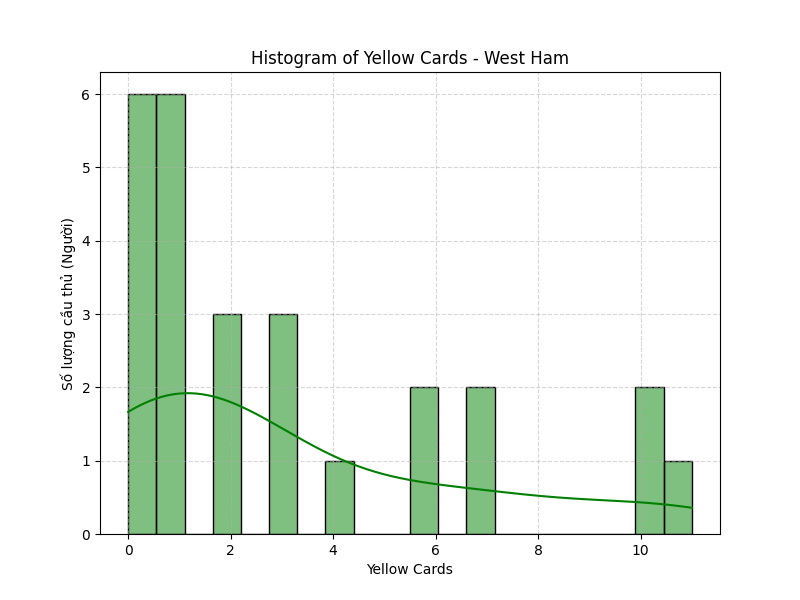 Histogram of Yellow Cards - West Ham
6
5
4
3
2
1
0
Số lượng cầu thủ (Người)
0 2 4 6 8 10
Yellow Cards